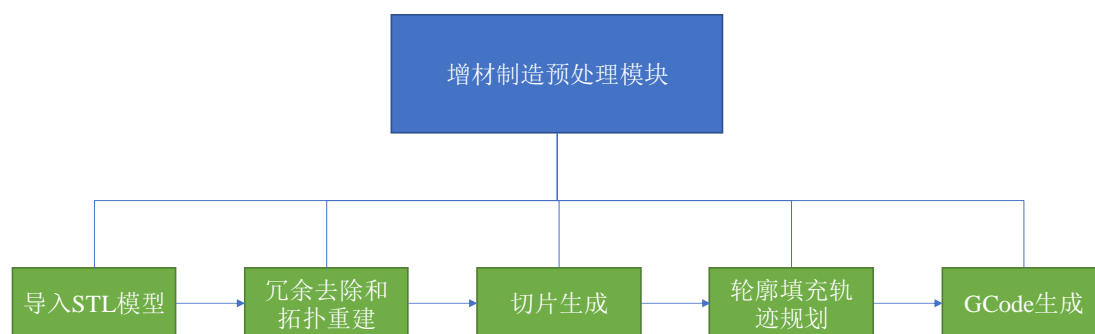 增材制造预处理模块
导入STL模型
冗余去除和
拓扑重建
切片生成
轮廓填充轨
迹规划
GCode生成